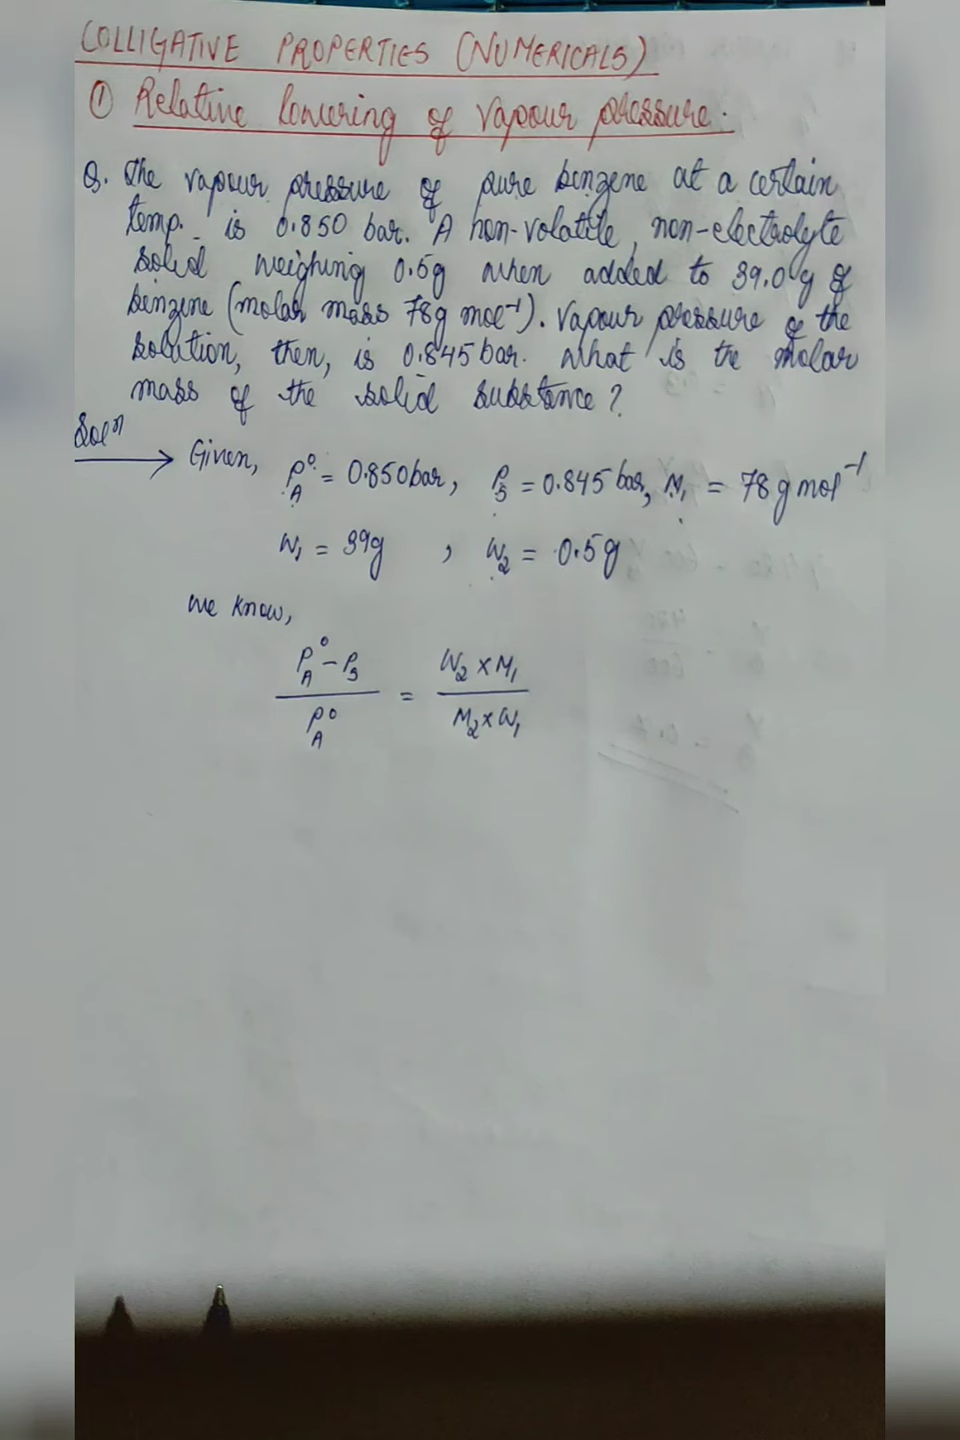 COLLIGATIVE PROPERTIES (NUMERICALS)
① Relative lowering of vapour pressure.
Q. The vapour pressure of pure benzene at a certain
temp. is 0.850 bar. A non-volatile, non-electrolyte
solid weighing 0.5g when added to 39.0g of
benzene (molar mass 78g mol⁻¹). Vapour pressure of the
solution, then, is 0.845 bar. What is the molar
mass of the solid substance?
Solⁿ
Given, P°A = 0.850 bar, Ps = 0.845 bar, M₁ = 78 g mol⁻¹
W₁ = 39g , W₂ = 0.5g
We know,
P°A - Ps / P°A = W₂ × M₁ / M₂ × W₁